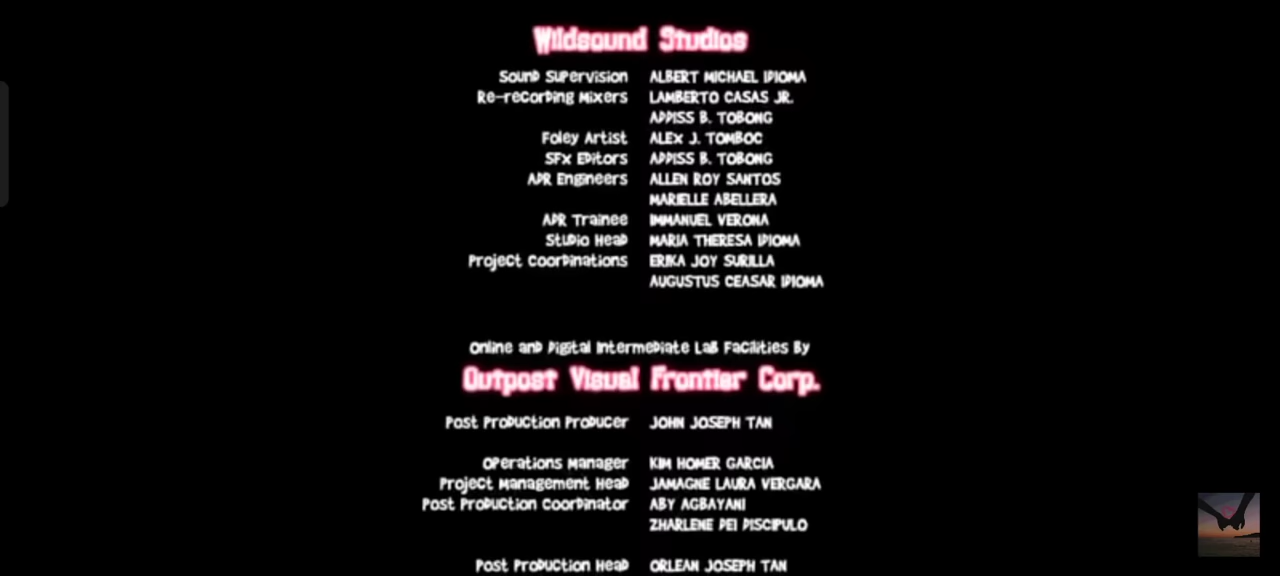 Wildsound Studios
Sound Supervision ALBERT MICHAEL IDIOMA
Re-recording Mixers LAMBERTO CASAS JR.
ADDISS B. TOBONG
Foley Artist ALEX J. TOMBOC
SFX Editors ADDISS B. TOBONG
ADR Engineers ALLEN ROY SANTOS
MARIELLE ABELLERA
ADR Trainee IMMANUEL VERONA
Studio Head MARIA THERESA IDIOMA
Project Coordinations ERIKA JOY SURILLA
AUGUSTUS CEASAR IDIOMA
Online and Digital Intermediate Lab Facilities By
Outpost Visual Frontier Corp.
Post Production Producer JOHN JOSEPH TAN
Operations Manager KIM HOMER GARCIA
Project Management Head JAMAGNE LAURA VERGARA
Post Production Coordinator ABY AGBAYANI
ZHARLENE DEI DISCIPULO
Post Production Head ORLEAN JOSEPH TAN